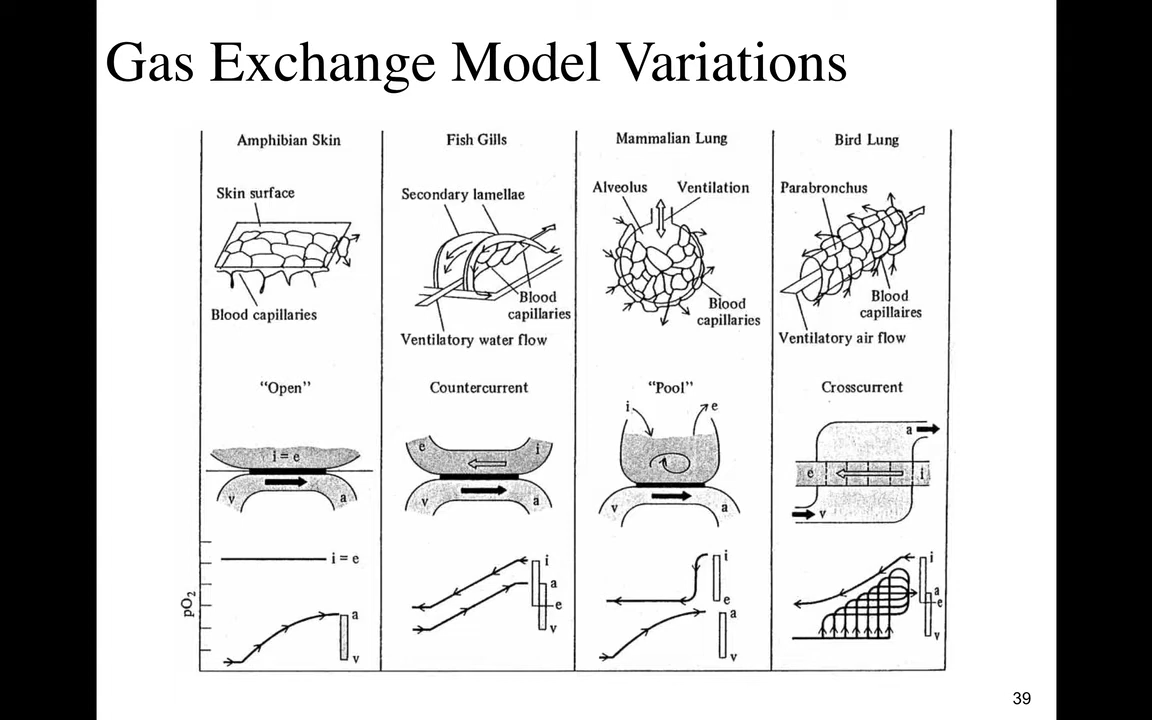 Gas Exchange Model Variations
Amphibian Skin
Skin surface
Blood capillaries
"Open"
i = e
v
a
pO2
i = e
a
v
Fish Gills
Secondary lamellae
Blood
capillaries
Ventilatory water flow
Countercurrent
e
i
v
a
i
a
e
v
Mammalian Lung
Alveolus
Ventilation
Blood
capillaries
"Pool"
i
e
v
a
i
e
a
v
Bird Lung
Parabronchus
Blood
capillaires
Ventilatory air flow
Crosscurrent
a
e
i
v
i
a
e
v
39